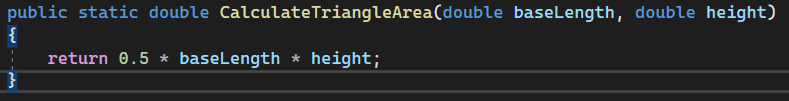 public static double CalculateTriangleArea(double baseLength, double height)
{
    return 0.5 * baseLength * height;
}